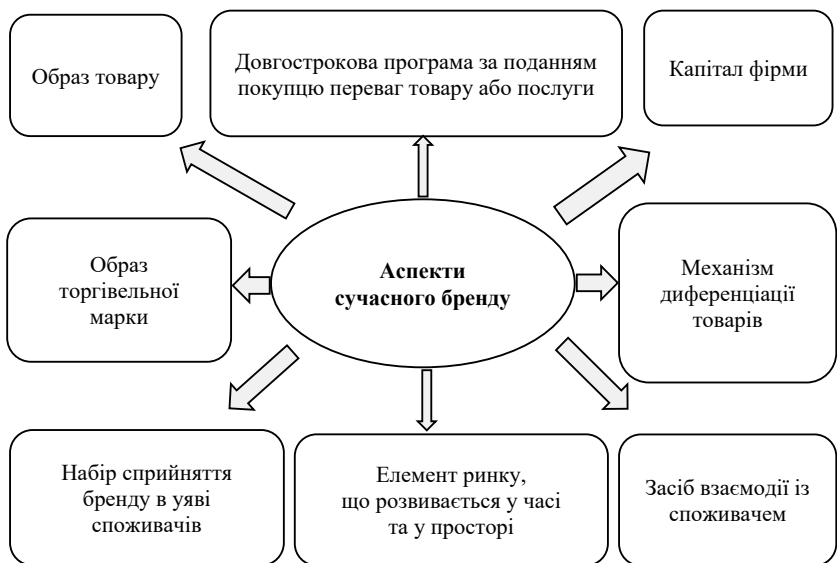 Образ товару
Довгострокова програма за поданням
покупцю переваг товару або послуги
Капітал фірми
Образ
торгівельної
марки
Аспекти
сучасного бренду
Механізм
диференціації
товарів
Набір сприйняття
бренду в уяві
споживачів
Елемент ринку,
що розвивається у часі
та у просторі
Засіб взаємодії із
споживачем